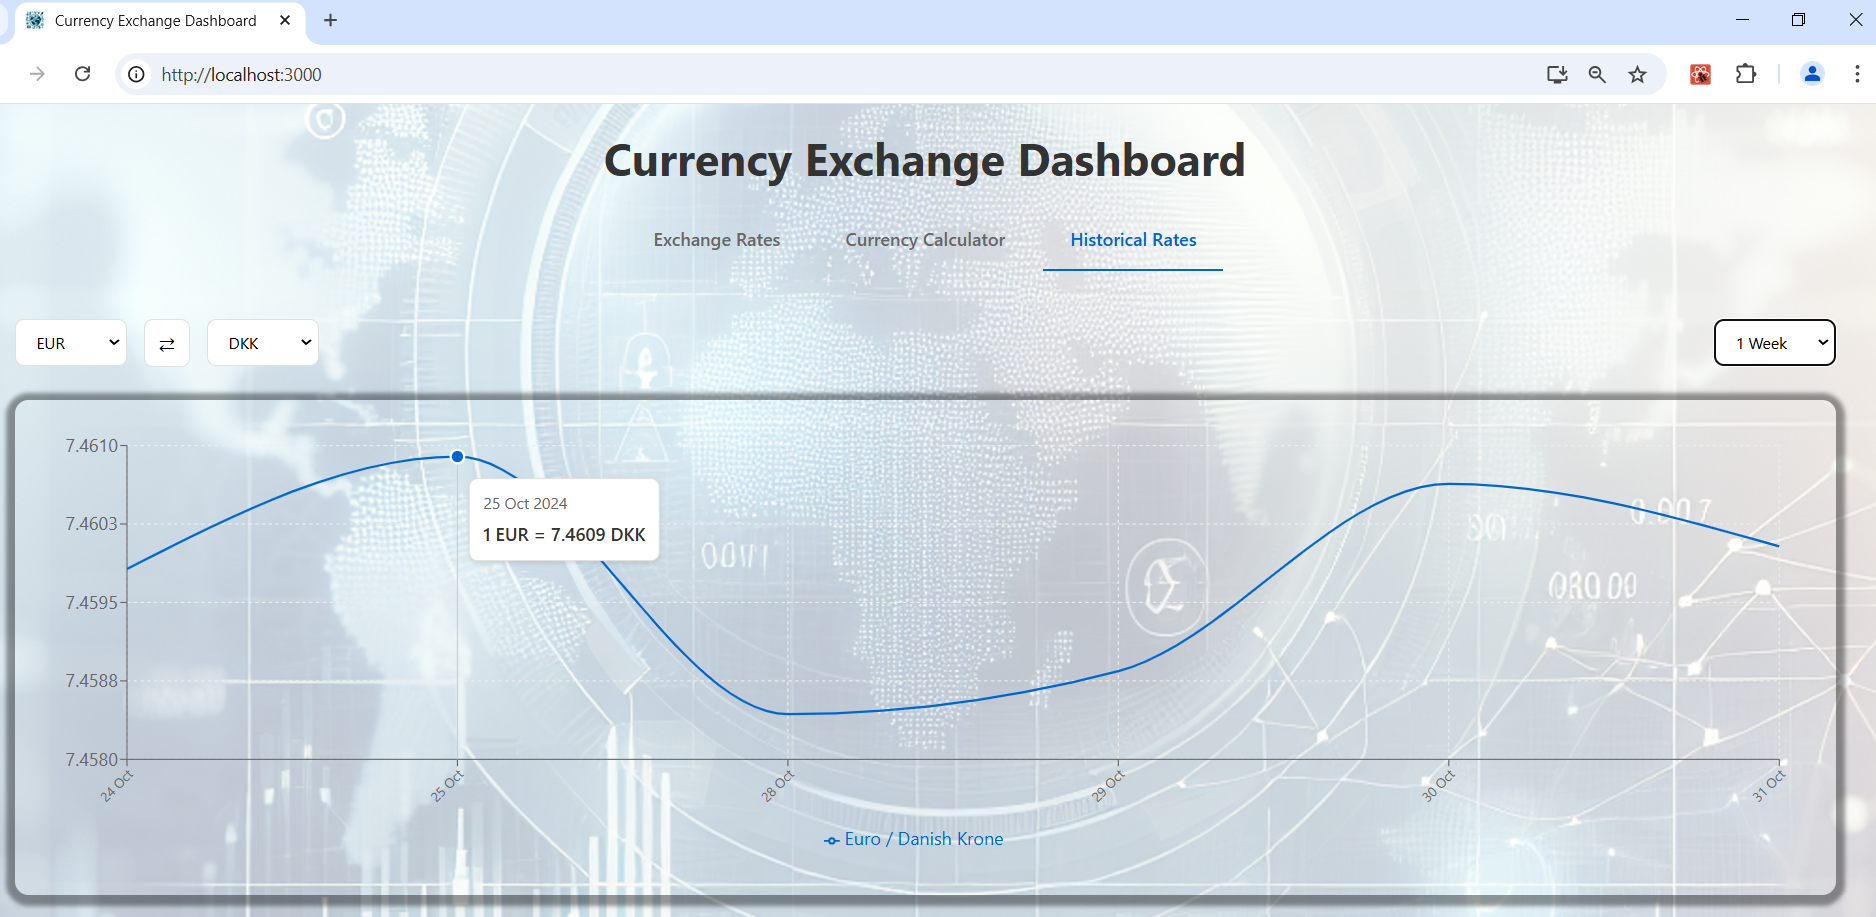 Currency Exchange Dashboard
http://localhost:3000
Currency Exchange Dashboard
Exchange Rates
Currency Calculator
Historical Rates
EUR
DKK
1 Week
7.4610
7.4603
7.4595
7.4588
7.4580
25 Oct 2024
1 EUR = 7.4609 DKK
24 Oct
25 Oct
28 Oct
29 Oct
30 Oct
31 Oct
Euro / Danish Krone